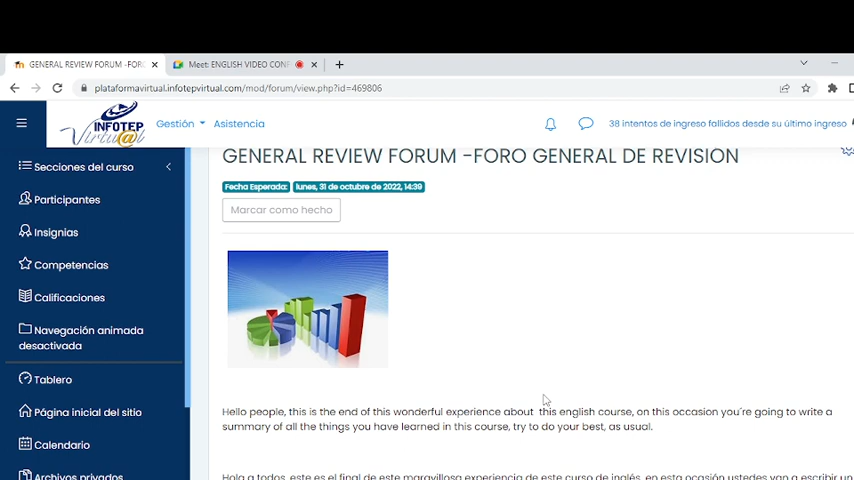 GENERAL REVIEW FORUM -FORO
Meet: ENGLISH VIDEO CONF
plataformavirtual.infotepvirtual.com/mod/forum/view.php?id=469806
INFOTEP
Virtu@l
Gestión
Asistencia
38 intentos de ingreso fallidos desde su último ingreso
Secciones del curso
Participantes
Insignias
Competencias
Calificaciones
Navegación animada
desactivada
Tablero
Página inicial del sitio
Calendario
Archivos privados
GENERAL REVIEW FORUM -FORO GENERAL DE REVISION
Fecha Esperada: lunes, 31 de octubre de 2022, 14:39
Marcar como hecho
Hello people, this is the end of this wonderful experience about this english course, on this occasion you´re going to write a
summary of all the things you have learned in this course, try to do your best, as usual.
Hola a todos, este es el final de este maravillosa experiencia de este curso de inglés, en esta ocasión ustedes van a escribir un